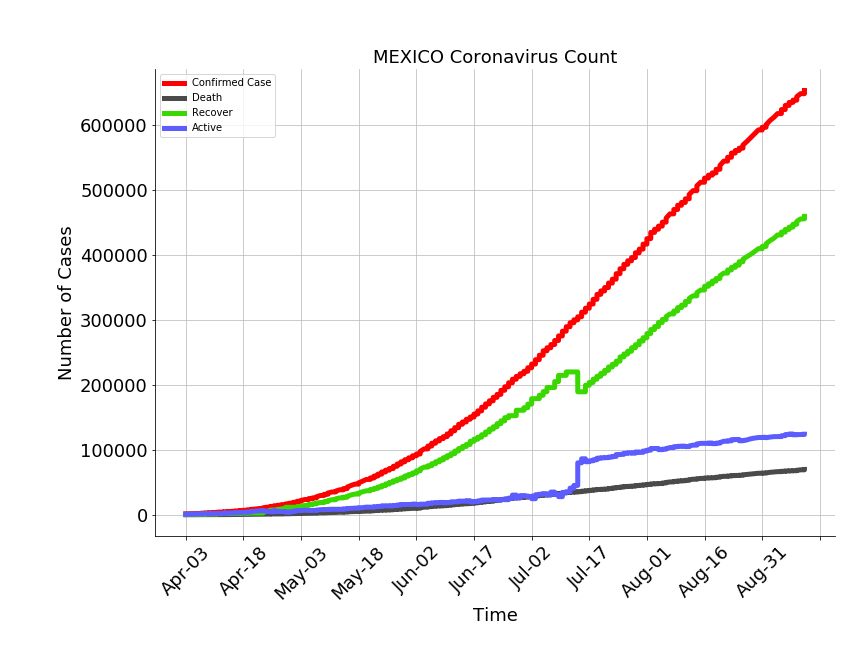 MEXICO Coronavirus Count
Confirmed Case
Death
Recover
Active
600000
500000
400000
300000
200000
100000
0
Number of Cases
Apr-03
Apr-18
May-03
May-18
Jun-02
Jun-17
Jul-02
Jul-17
Aug-01
Aug-16
Aug-31
Time